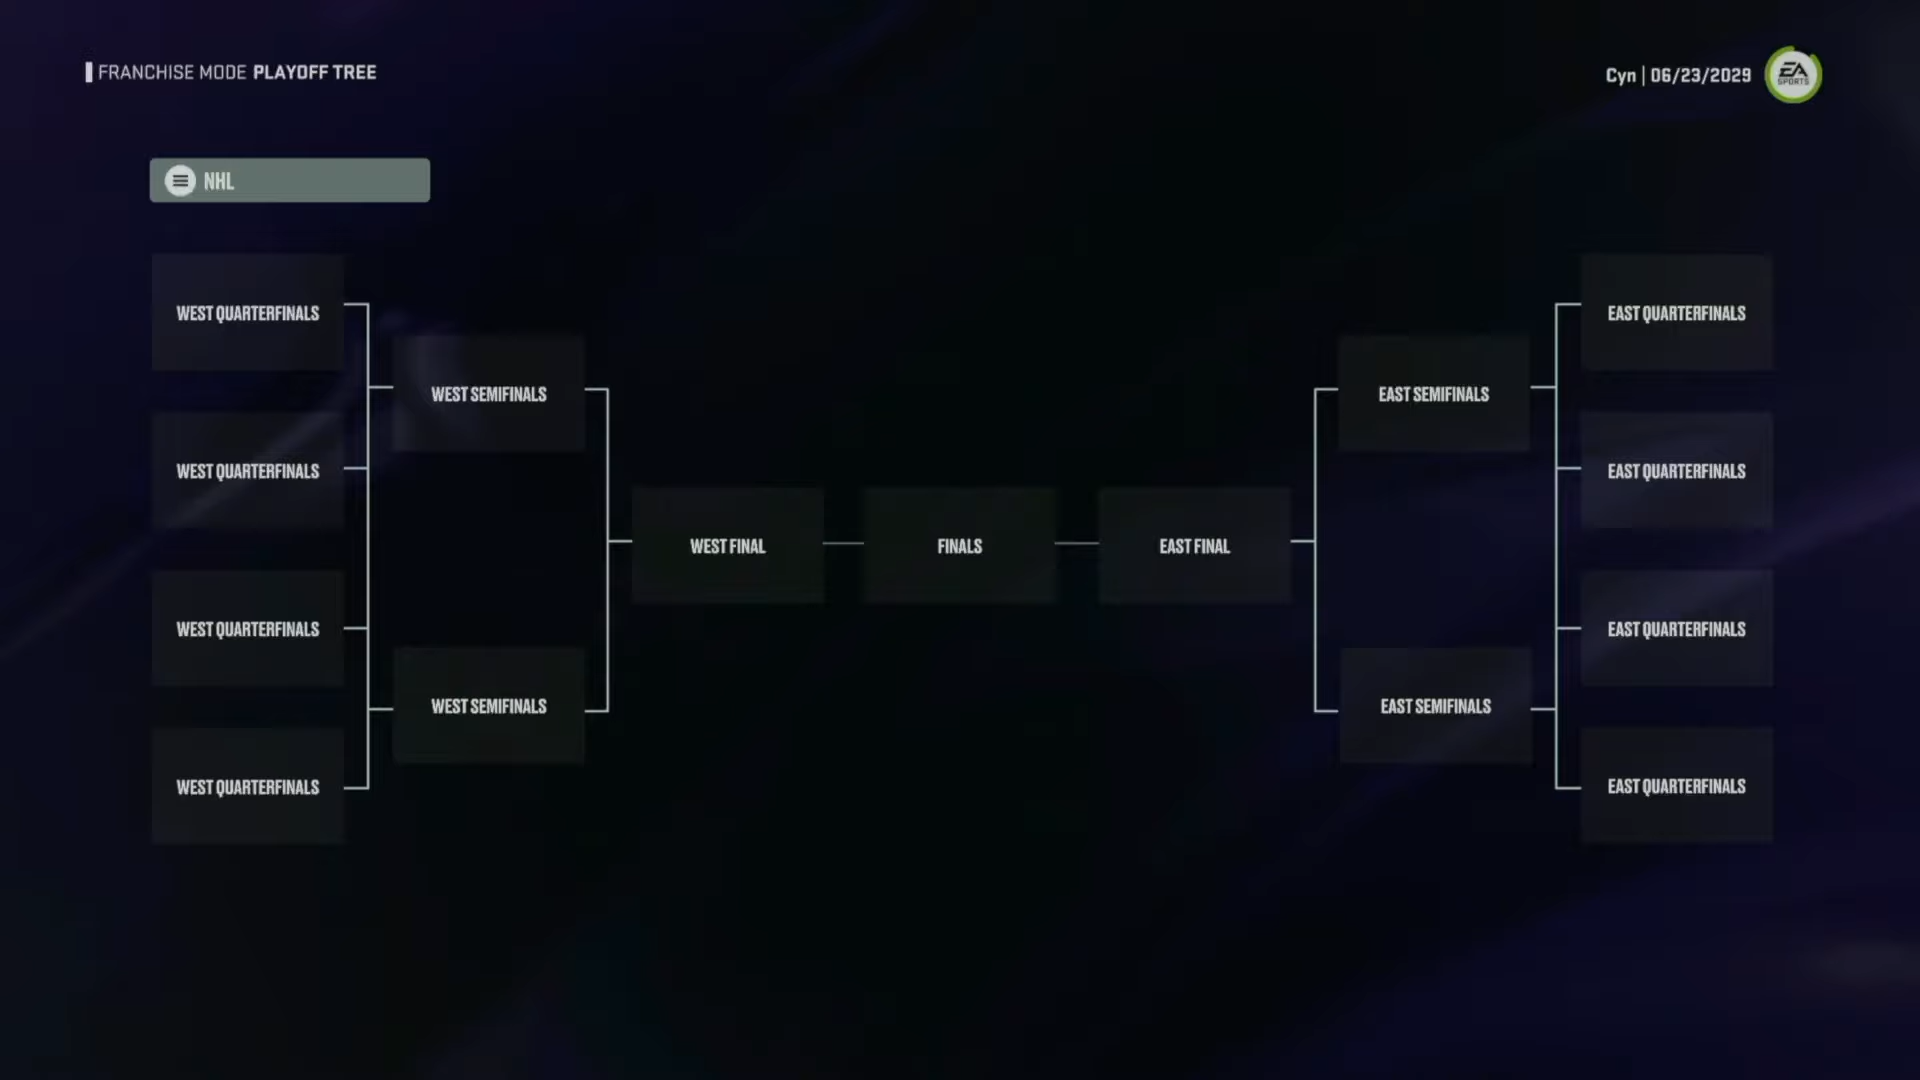 FRANCHISE MODE PLAYOFF TREE
Cyn | 06/23/2029
EA SPORTS
NHL
WEST QUARTERFINALS
WEST QUARTERFINALS
WEST QUARTERFINALS
WEST QUARTERFINALS
WEST SEMIFINALS
WEST SEMIFINALS
WEST FINAL
FINALS
EAST FINAL
EAST SEMIFINALS
EAST SEMIFINALS
EAST QUARTERFINALS
EAST QUARTERFINALS
EAST QUARTERFINALS
EAST QUARTERFINALS